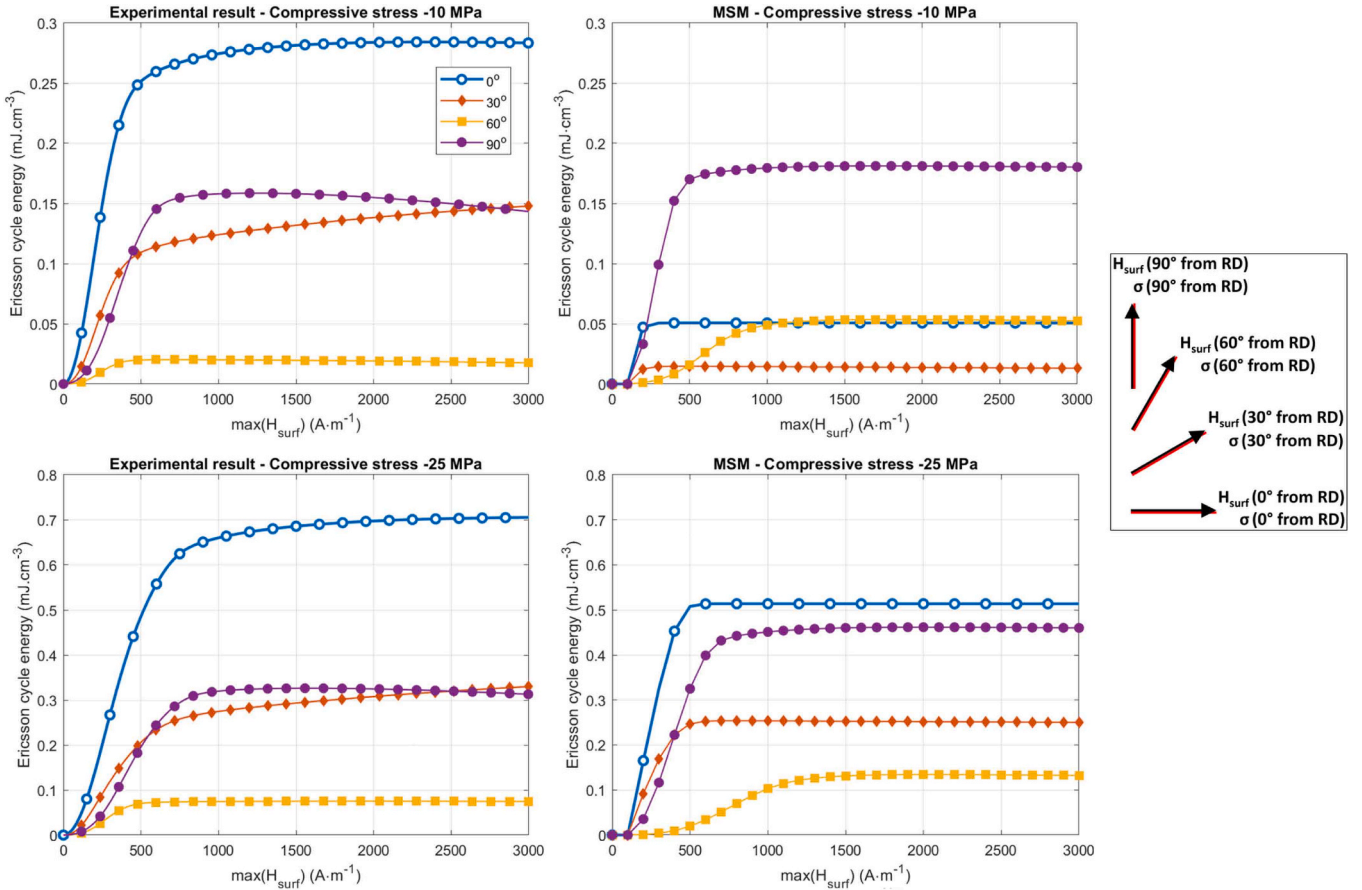 Experimental result - Compressive stress -10 MPa
Ericsson cycle energy (mJ.cm⁻³)
0.3
0.25
0.2
0.15
0.1
0.05
0
0 500 1000 1500 2000 2500 3000
max(H_surf) (A·m⁻¹)
0°
30°
60°
90°
MSM - Compressive stress -10 MPa
Ericsson cycle energy (mJ·cm⁻³)
0.3
0.25
0.2
0.15
0.1
0.05
0
0 500 1000 1500 2000 2500 3000
max(H_surf) (A·m⁻¹)
H_surf (90° from RD)
σ (90° from RD)
H_surf (60° from RD)
σ (60° from RD)
H_surf (30° from RD)
σ (30° from RD)
H_surf (0° from RD)
σ (0° from RD)
Experimental result - Compressive stress -25 MPa
Ericsson cycle energy (mJ.cm⁻³)
0.8
0.7
0.6
0.5
0.4
0.3
0.2
0.1
0
0 500 1000 1500 2000 2500 3000
max(H_surf) (A·m⁻¹)
MSM - Compressive stress -25 MPa
Ericsson cycle energy (mJ·cm⁻³)
0.8
0.7
0.6
0.5
0.4
0.3
0.2
0.1
0
0 500 1000 1500 2000 2500 3000
max(H_surf) (A·m⁻¹)